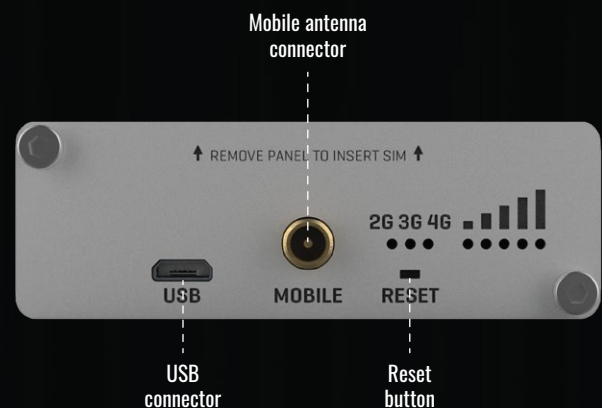 Mobile antenna
connector
REMOVE PANEL TO INSERT SIM
2G 3G 4G
USB
MOBILE
RESET
USB
connector
Reset
button